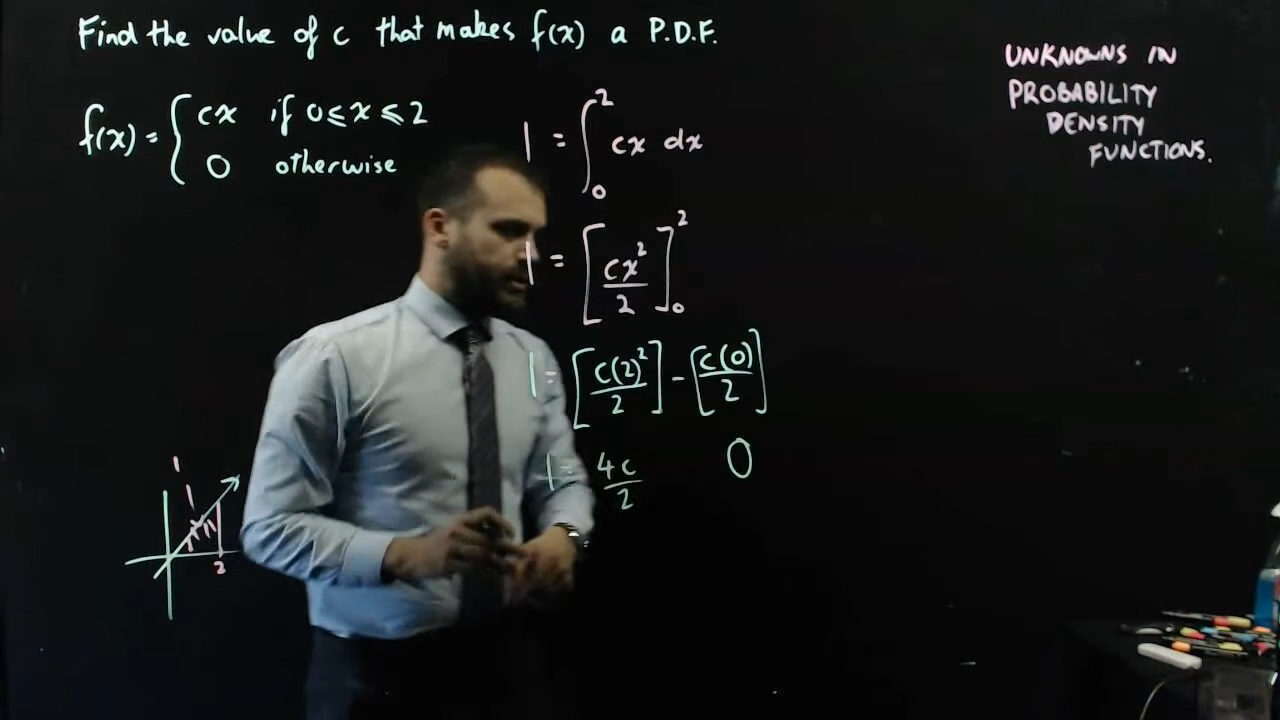 Find the value of c that makes f(x) a P.D.F.
UNKNOWNS IN
PROBABILITY
DENSITY
FUNCTIONS.
f(x) = { cx if 0 ≤ x ≤ 2
0 otherwise
1 = ∫₀² cx dx
1 = [cx²/2]₀²
1 = [c(2)²/2] - [c(0)/2]
1 = 4c/2 0
1
2